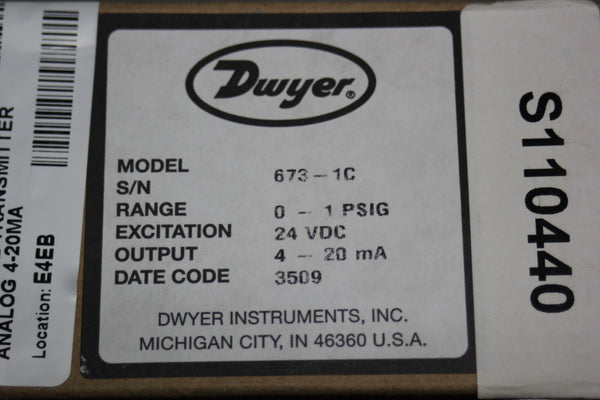 Dwyer®
MODEL 673-1C
S/N
RANGE 0 - 1 PSIG
EXCITATION 24 VDC
OUTPUT 4 - 20 mA
DATE CODE 3509
DWYER INSTRUMENTS, INC.
MICHIGAN CITY, IN 46360 U.S.A.
ANALOG 4-20MA
Location: E4EB
S110440